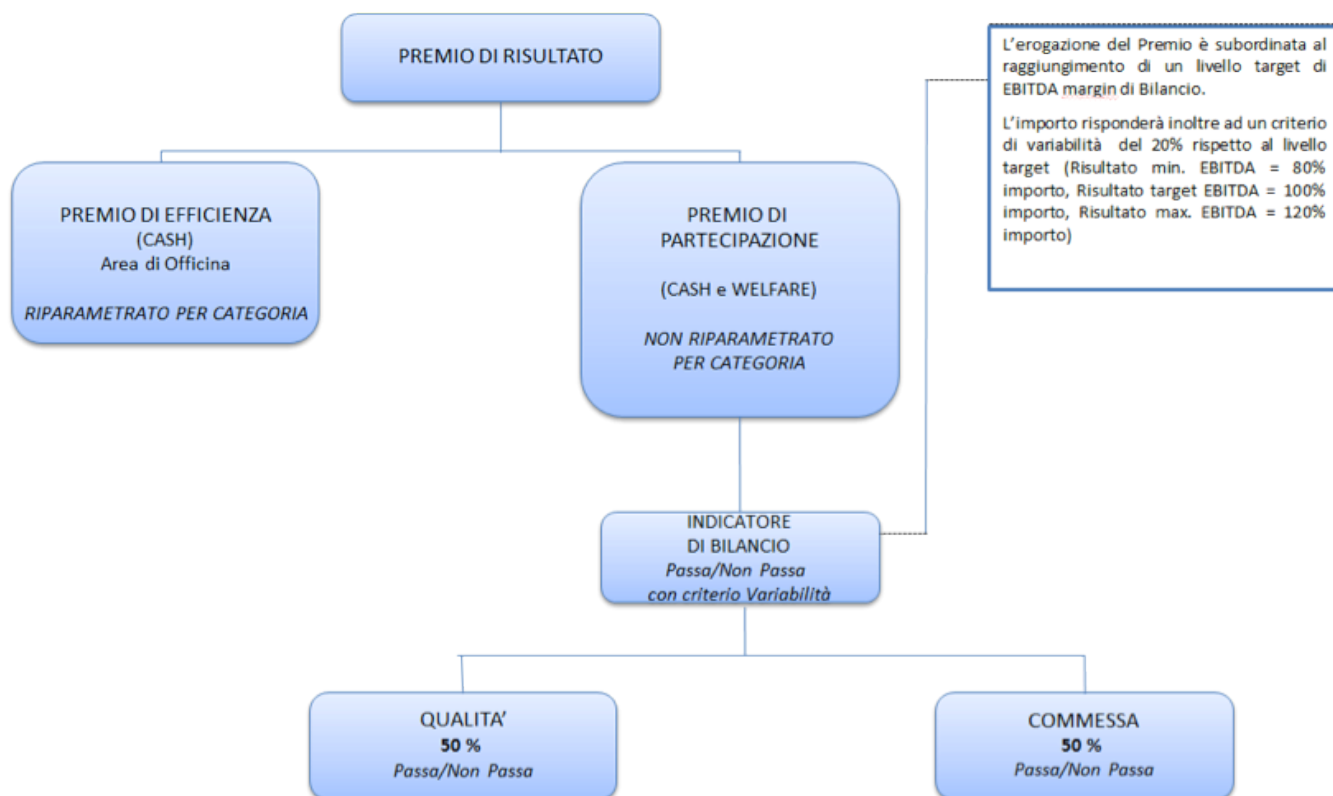 PREMIO DI RISULTATO
L'erogazione del Premio è subordinata al
raggiungimento di un livello target di
EBITDA margin di Bilancio.
L'importo risponderà inoltre ad un criterio
di variabilità del 20% rispetto al livello
target (Risultato min. EBITDA = 80%
importo, Risultato target EBITDA = 100%
importo, Risultato max. EBITDA = 120%
importo)
PREMIO DI EFFICIENZA
(CASH)
Area di Officina
RIPARAMETRATO PER CATEGORIA
PREMIO DI
PARTECIPAZIONE
(CASH e WELFARE)
NON RIPARAMETRATO
PER CATEGORIA
INDICATORE
DI BILANCIO
Passa/Non Passa
con criterio Variabilità
QUALITA'
50 %
Passa/Non Passa
COMMESSA
50 %
Passa/Non Passa